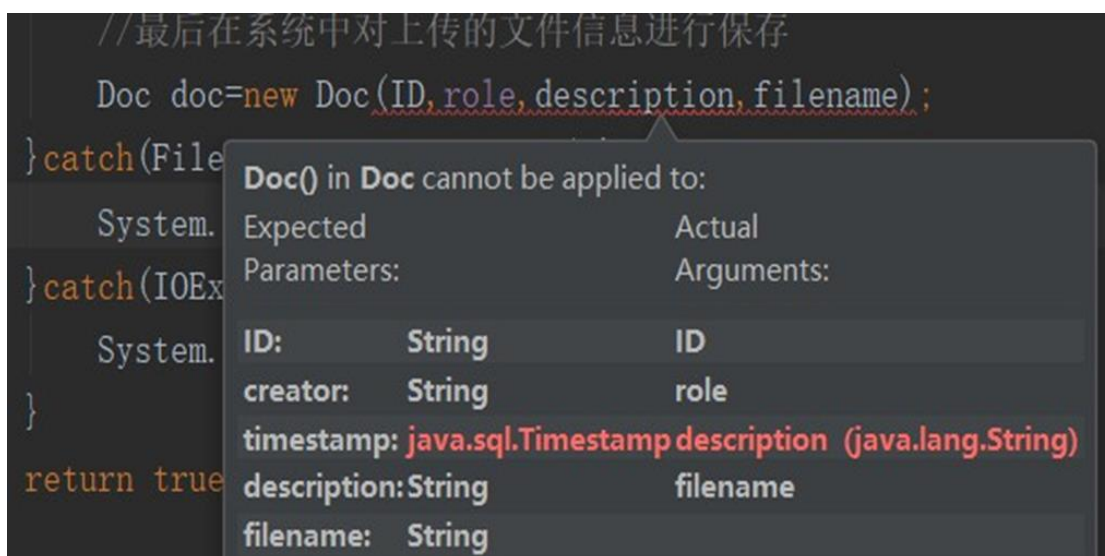 //最后在系统中对上传的文件信息进行保存
Doc doc=new Doc(ID,role,description,filename);
}catch(File
Doc() in Doc cannot be applied to:
System.
Expected Actual
Parameters: Arguments:
}catch(IOEx
ID: String ID
System.
creator: String role
}
timestamp: java.sql.Timestamp description (java.lang.String)
return true
description: String filename
filename: String